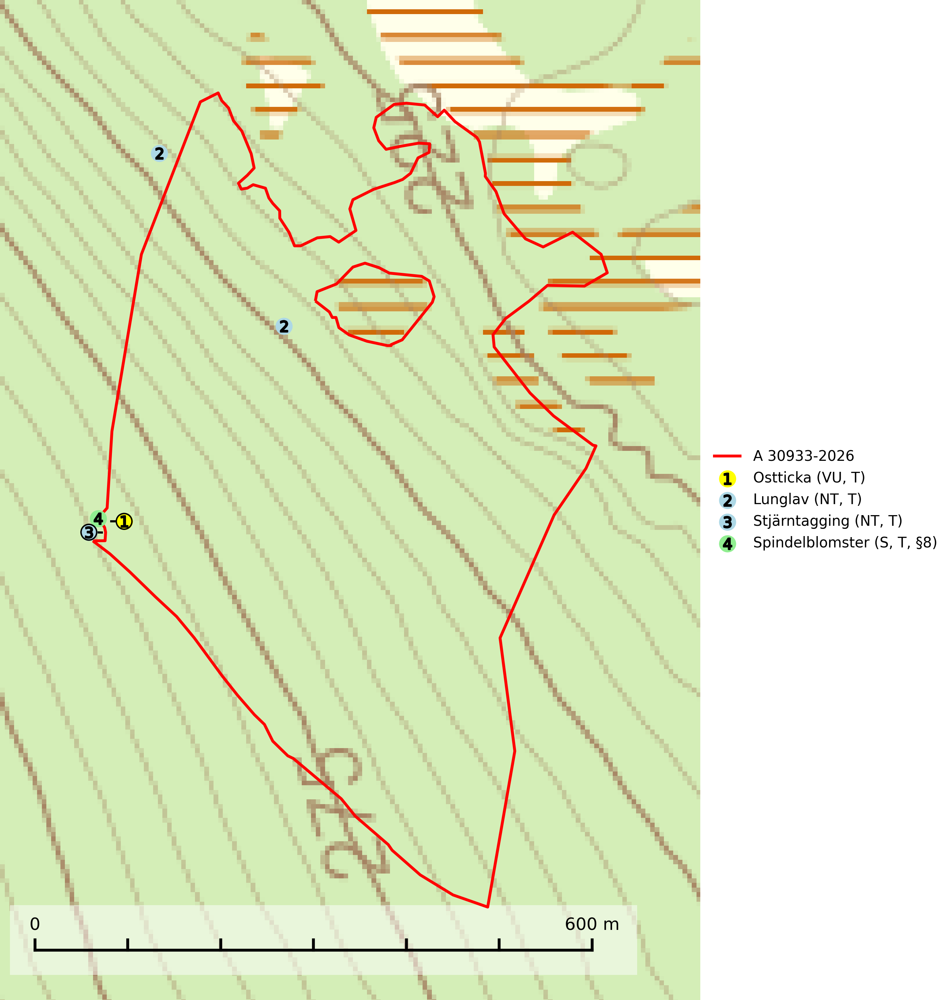 2
2
4
1
3
0
600 m
A 30933-2026
1 Ostticka (VU, T)
2 Lunglav (NT, T)
3 Stjärntagging (NT, T)
4 Spindelblomster (S, T, §8)